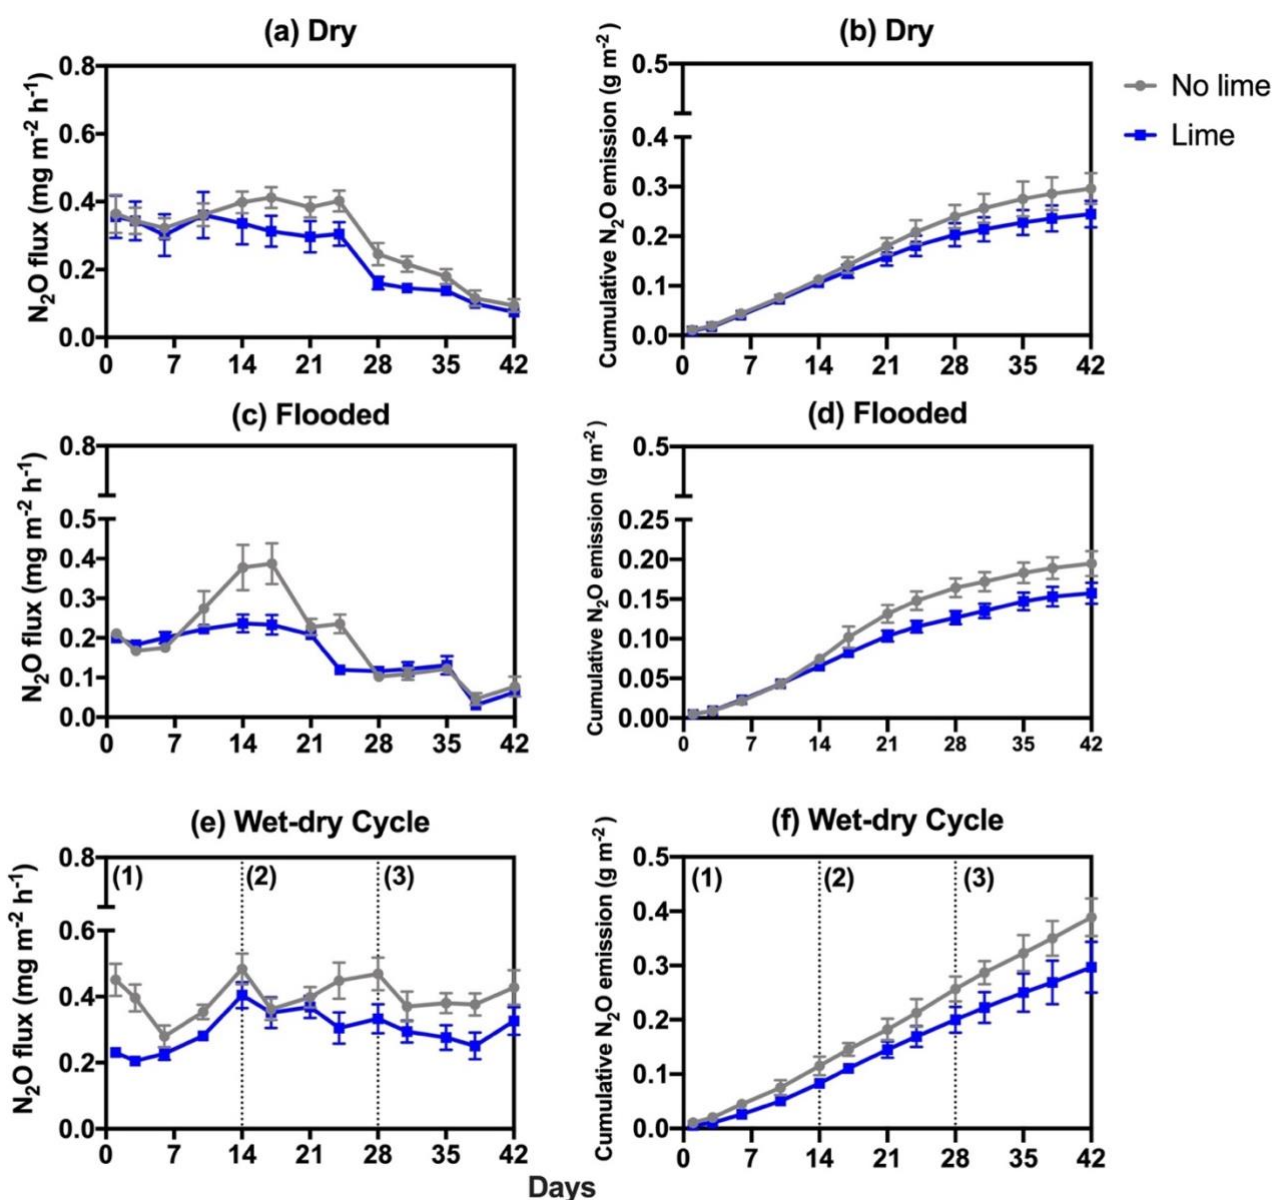 (a) Dry
N₂O flux (mg m⁻² h⁻¹)
0.8
0.6
0.4
0.2
0.0
0 7 14 21 28 35 42
(b) Dry
Cumulative N₂O emission (g m⁻²)
0.5
0.4
0.3
0.2
0.1
0.0
0 7 14 21 28 35 42
No lime
Lime
(c) Flooded
N₂O flux (mg m⁻² h⁻¹)
0.8
0.5
0.4
0.3
0.2
0.1
0.0
0 7 14 21 28 35 42
(d) Flooded
Cumulative N₂O emission (g m⁻²)
0.5
0.25
0.20
0.15
0.10
0.05
0.00
0 7 14 21 28 35 42
(e) Wet-dry Cycle
N₂O flux (mg m⁻² h⁻¹)
0.8
0.6
0.4
0.2
0.0
(1) (2) (3)
0 7 14 21 28 35 42
(f) Wet-dry Cycle
Cumulative N₂O emission (g m⁻²)
0.5
0.4
0.3
0.2
0.1
0.0
(1) (2) (3)
0 7 14 21 28 35 42
Days